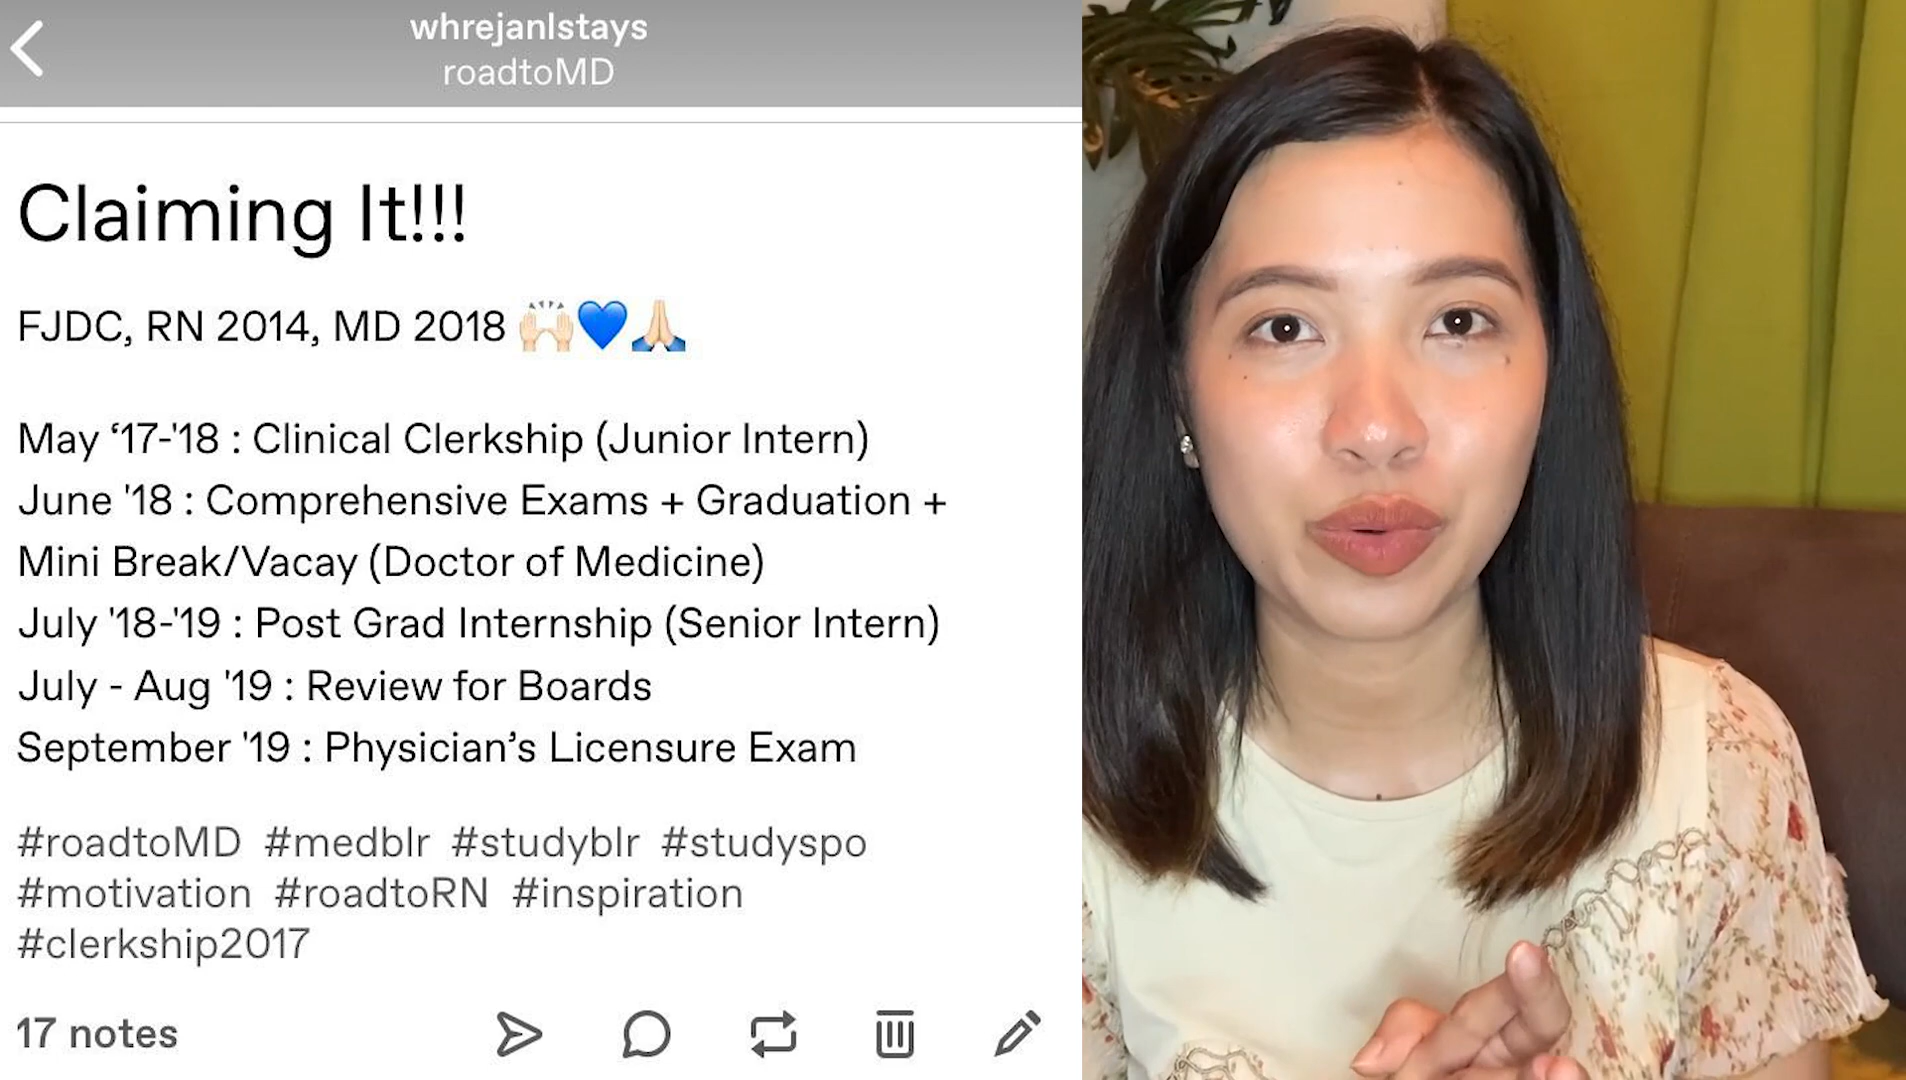 whrejanlstays
roadtoMD
Claiming It!!!
FJDC, RN 2014, MD 2018 🙌🏻💙🙏🏻
May ‘17-'18 : Clinical Clerkship (Junior Intern)
June '18 : Comprehensive Exams + Graduation +
Mini Break/Vacay (Doctor of Medicine)
July '18-'19 : Post Grad Internship (Senior Intern)
July - Aug '19 : Review for Boards
September '19 : Physician’s Licensure Exam
#roadtoMD #medblr #studyblr #studyspo
#motivation #roadtoRN #inspiration
#clerkship2017
17 notes